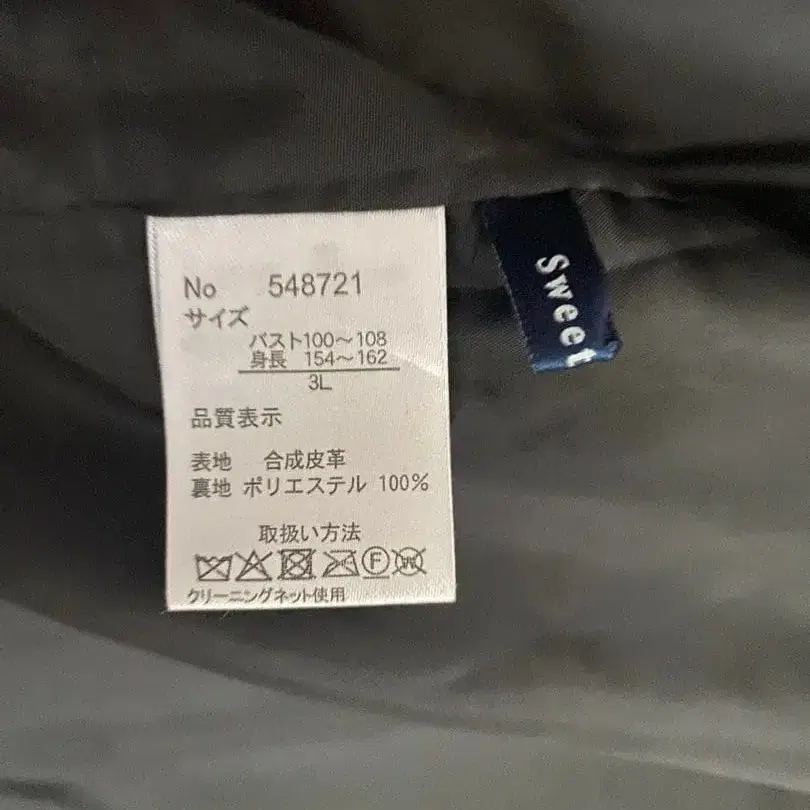 No 548721
サイズ
バスト100～108
身長 154～162
3L
品質表示
表地 合成皮革
裏地 ポリエステル 100%
取扱い方法
F W
クリーニングネット使用
Sweet